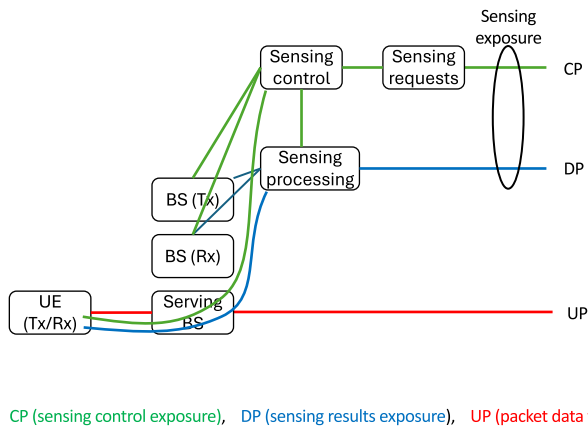 Sensing
exposure
Sensing
control
Sensing
requests
CP
Sensing
processing
DP
BS (Tx)
BS (Rx)
UE
(Tx/Rx)
Serving
BS
UP
CP (sensing control exposure), DP (sensing results exposure), UP (packet data